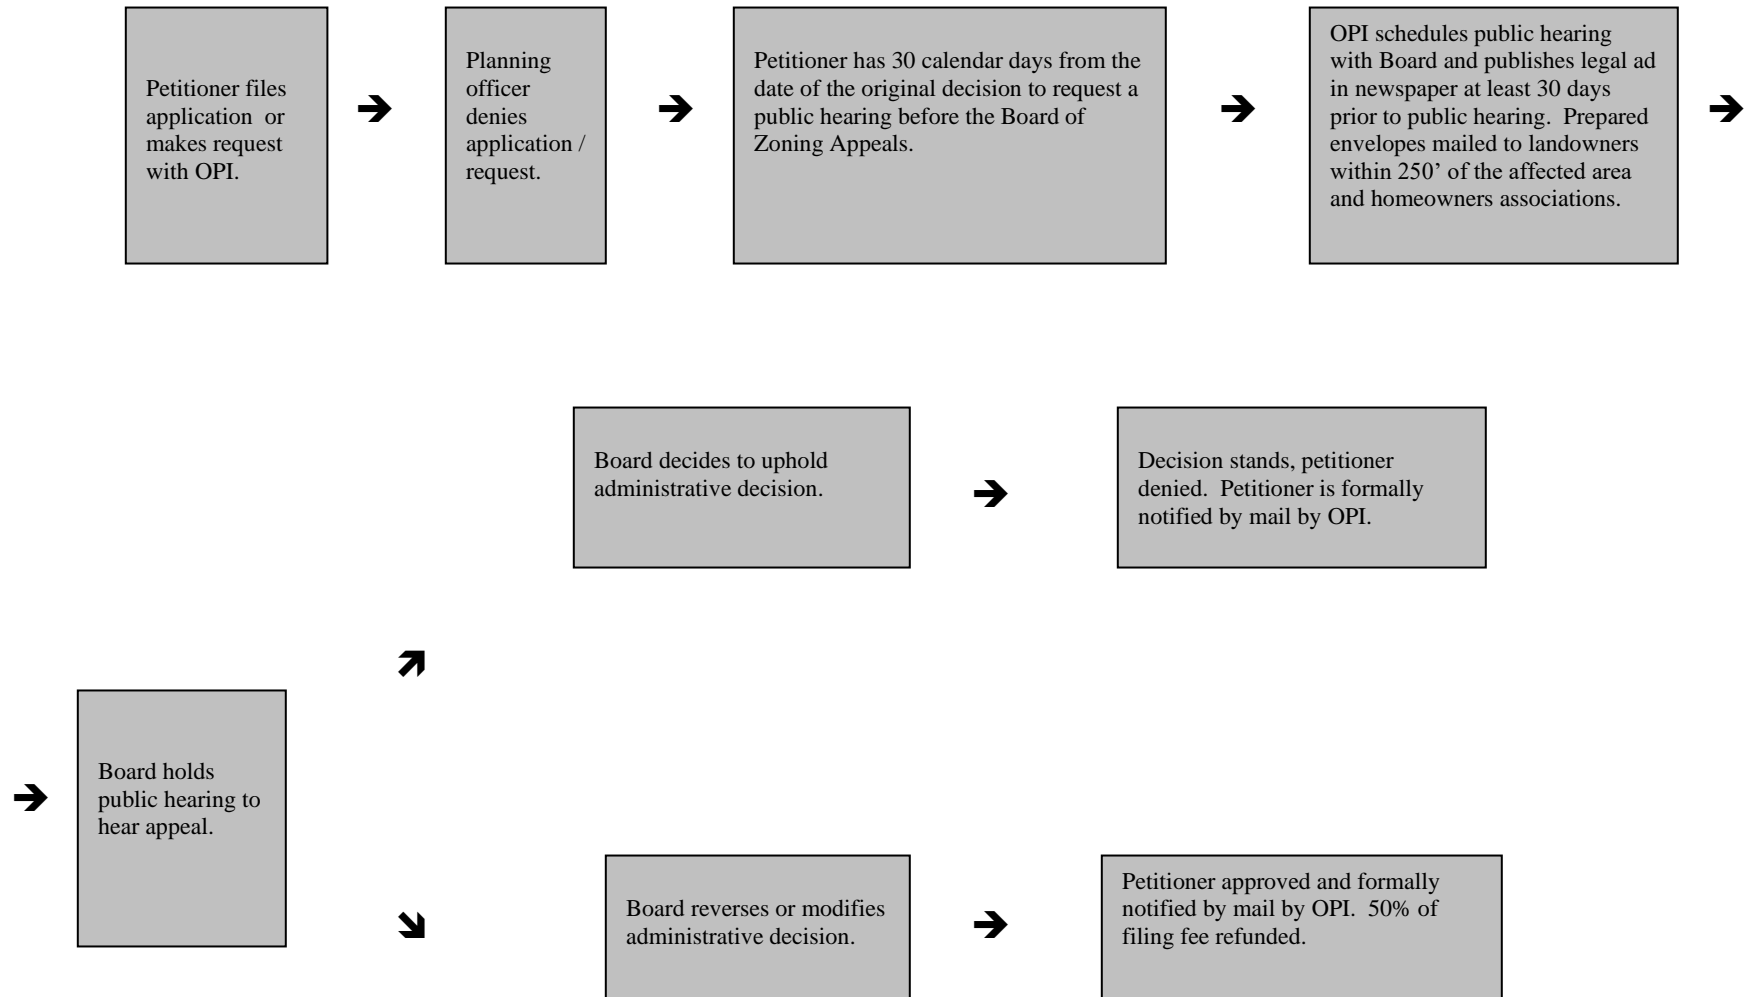 Petitioner files
application or
makes request
with OPI.
Planning
officer
denies
application /
request.
Petitioner has 30 calendar days from the
date of the original decision to request a
public hearing before the Board of
Zoning Appeals.
OPI schedules public hearing
with Board and publishes legal ad
in newspaper at least 30 days
prior to public hearing. Prepared
envelopes mailed to landowners
within 250’ of the affected area
and homeowners associations.
Board decides to uphold
administrative decision.
Decision stands, petitioner
denied. Petitioner is formally
notified by mail by OPI.
Board holds
public hearing to
hear appeal.
Board reverses or modifies
administrative decision.
Petitioner approved and formally
notified by mail by OPI. 50% of
filing fee refunded.